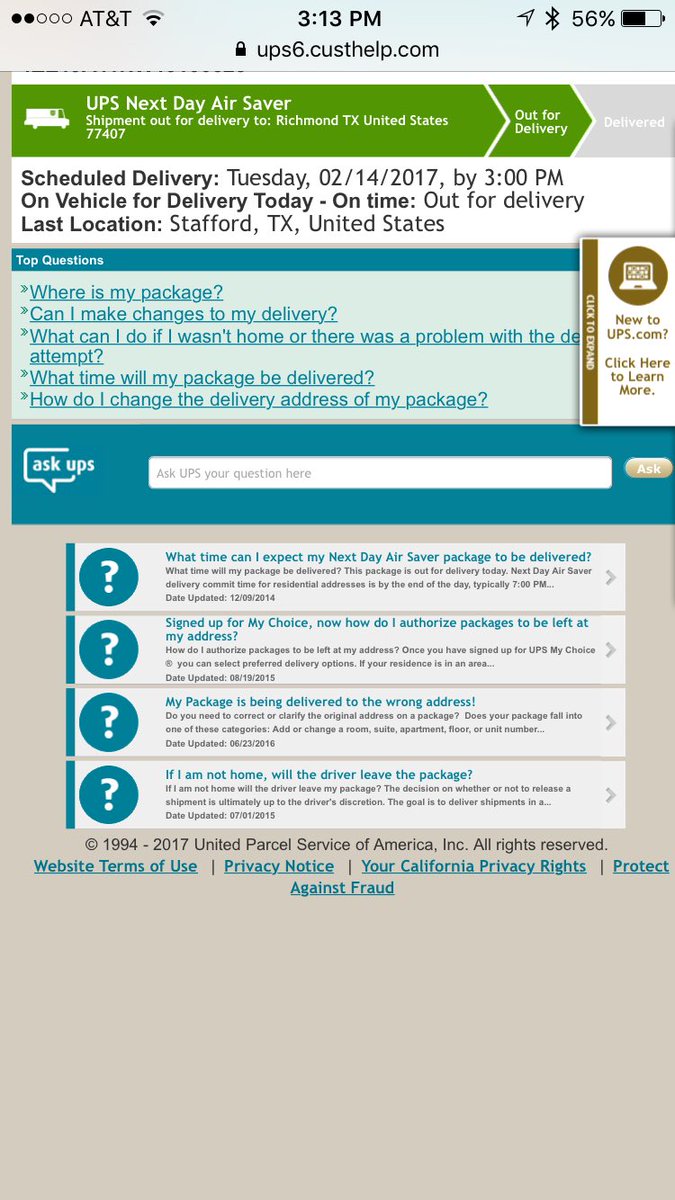 AT&T 3:13 PM 56%
ups6.custhelp.com
UPS Next Day Air Saver
Shipment out for delivery to: Richmond TX United States
77407
Out for
Delivery
Delivered
Scheduled Delivery: Tuesday, 02/14/2017, by 3:00 PM
On Vehicle for Delivery Today - On time: Out for delivery
Last Location: Stafford, TX, United States
Top Questions
»Where is my package?
»Can I make changes to my delivery?
»What can I do if I wasn't home or there was a problem with the de
attempt?
»What time will my package be delivered?
»How do I change the delivery address of my package?
CLICK TO EXPAND
New to
UPS.com?
Click Here
to Learn
More.
ask ups
Ask UPS your question here
Ask
What time can I expect my Next Day Air Saver package to be delivered?
What time will my package be delivered? This package is out for delivery today. Next Day Air Saver
delivery commit time for residential addresses is by the end of the day, typically 7:00 PM...
Date Updated: 12/09/2014
Signed up for My Choice, now how do I authorize packages to be left at
my address?
How do I authorize packages to be left at my address? Once you have signed up for UPS My Choice
® you can select preferred delivery options. If your residence is in an area...
Date Updated: 08/19/2015
My Package is being delivered to the wrong address!
Do you need to correct or clarify the original address on a package? Does your package fall into
one of these categories: Add or change a room, suite, apartment, floor, or unit number...
Date Updated: 06/23/2016
If I am not home, will the driver leave the package?
If I am not home will the driver leave my package? The decision on whether or not to release a
shipment is ultimately up to the driver's discretion. The goal is to deliver shipments in a...
Date Updated: 07/01/2015
© 1994 - 2017 United Parcel Service of America, Inc. All rights reserved.
Website Terms of Use | Privacy Notice | Your California Privacy Rights | Protect
Against Fraud